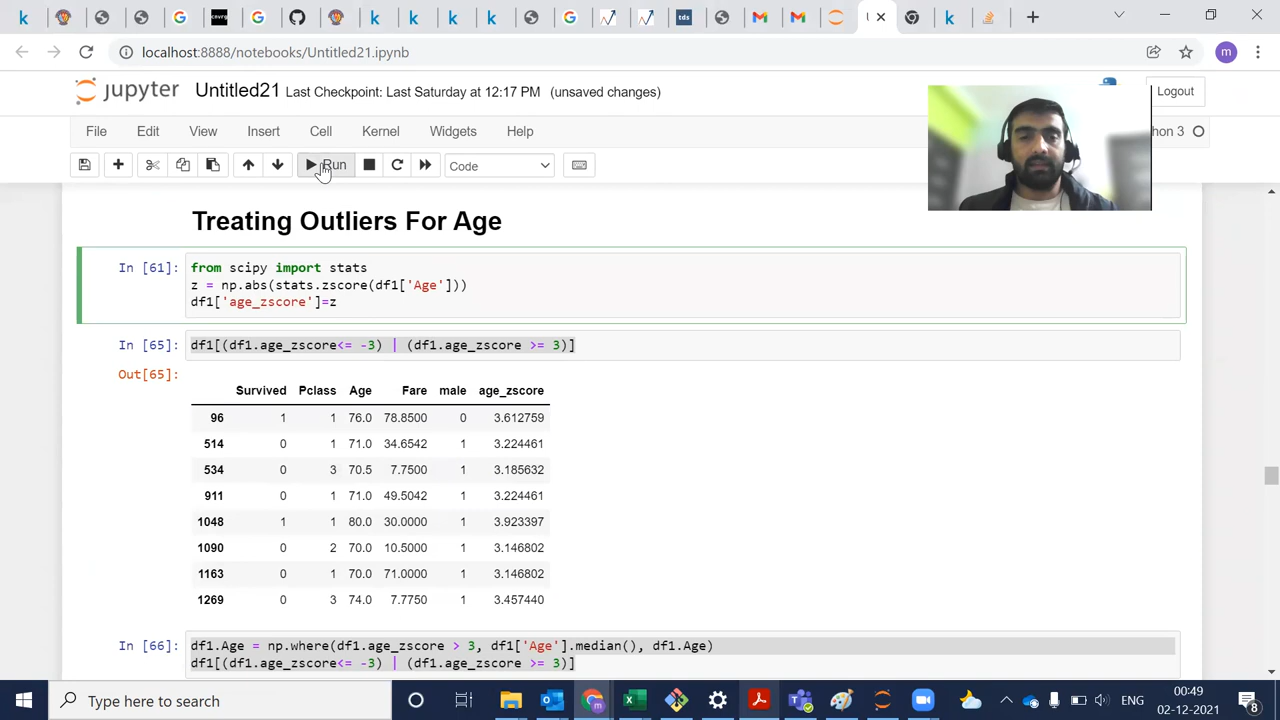 localhost:8888/notebooks/Untitled21.ipynb
m
jupyter Untitled21 Last Checkpoint: Last Saturday at 12:17 PM (unsaved changes)
Logout
File Edit View Insert Cell Kernel Widgets Help
hon 3
Run
Code
Treating Outliers For Age
In [61]: from scipy import stats
z = np.abs(stats.zscore(df1['Age']))
df1['age_zscore']=z
In [65]: df1[(df1.age_zscore<= -3) | (df1.age_zscore >= 3)]
Out[65]:
Survived Pclass Age Fare male age_zscore
96 1 1 76.0 78.8500 0 3.612759
514 0 1 71.0 34.6542 1 3.224461
534 0 3 70.5 7.7500 1 3.185632
911 0 1 71.0 49.5042 1 3.224461
1048 1 1 80.0 30.0000 1 3.923397
1090 0 2 70.0 10.5000 1 3.146802
1163 0 1 70.0 71.0000 1 3.146802
1269 0 3 74.0 7.7750 1 3.457440
In [66]: df1.Age = np.where(df1.age_zscore > 3, df1['Age'].median(), df1.Age)
df1[(df1.age_zscore<= -3) | (df1.age_zscore >= 3)]
Type here to search
ENG
00:49
02-12-2021
8